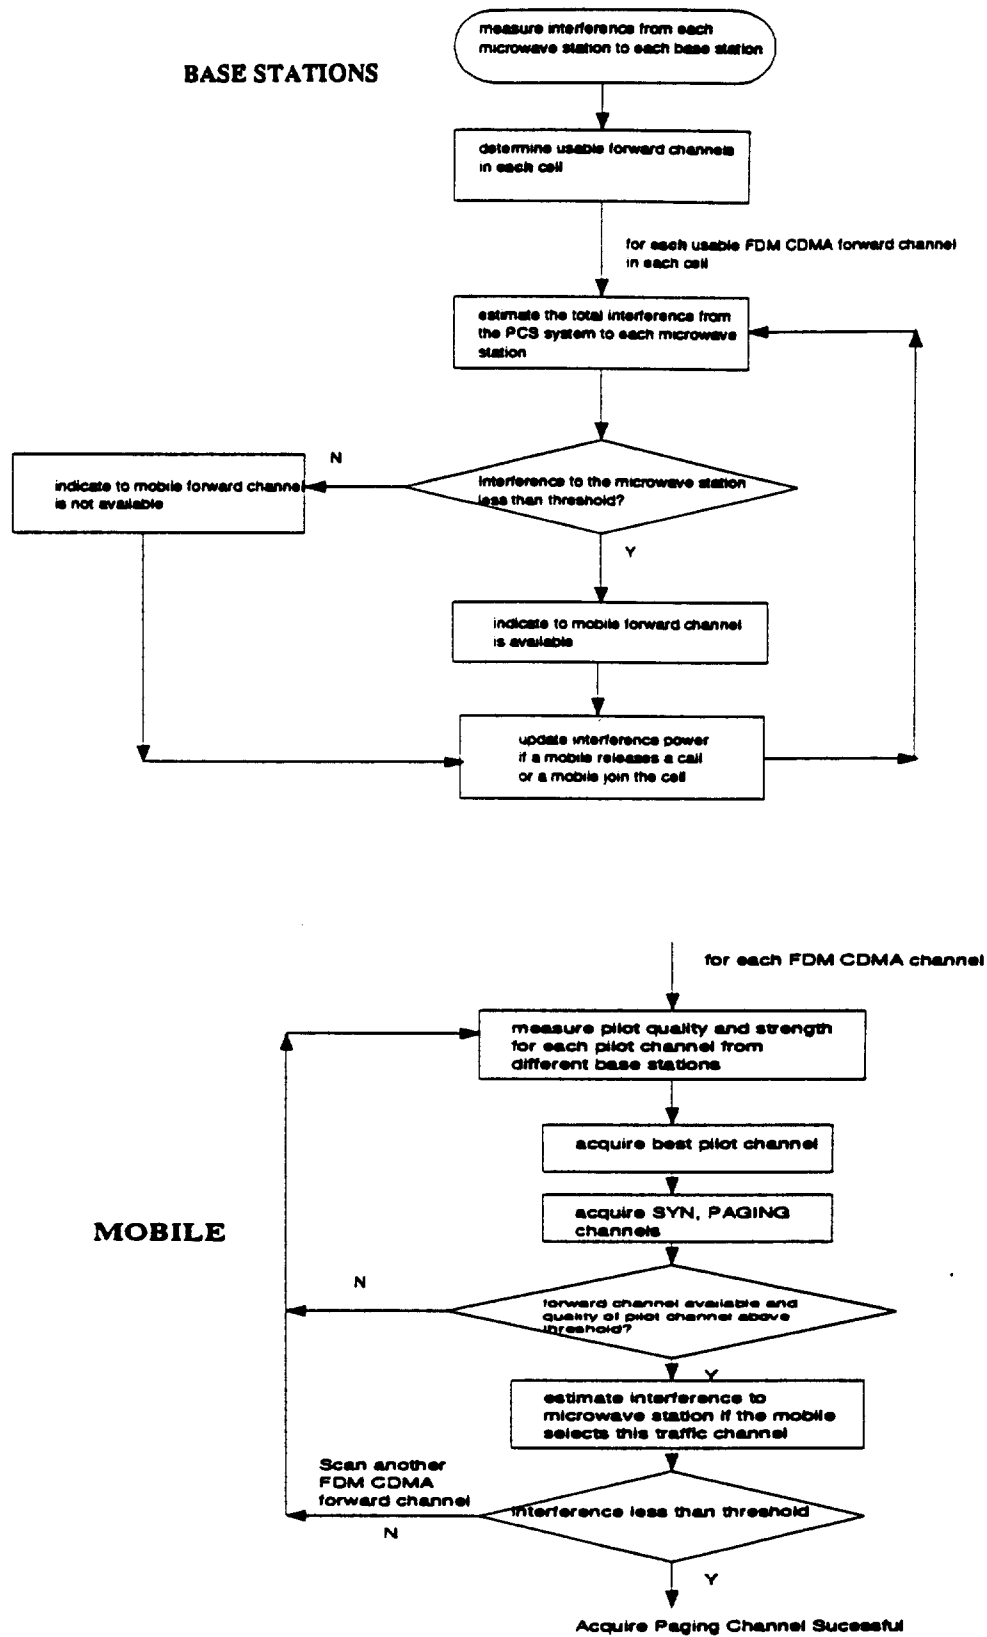 measure interference from each
microwave station to each base station
BASE STATIONS
determine usable forward channels
in each cell
for each usable FDM CDMA forward channel
in each cell
estimate the total interference from
the PCS system to each microwave
station
N
indicate to mobile forward channel
is not available
Interference to the microwave station
less than threshold?
Y
indicate to mobile forward channel
is available
update interference power
if a mobile releases a call
or a mobile join the cell
for each FDM CDMA channel
measure pilot quality and strength
for each pilot channel from
different base stations
acquire best pilot channel
acquire SYN, PAGING
channels
MOBILE
N
forward channel available and
quality of pilot channel above
threshold?
Y
estimate interference to
microwave station if the mobile
selects this traffic channel
Scan another
FDM CDMA
forward channel
N
interference less than threshold
Y
Acquire Paging Channel Sucessful